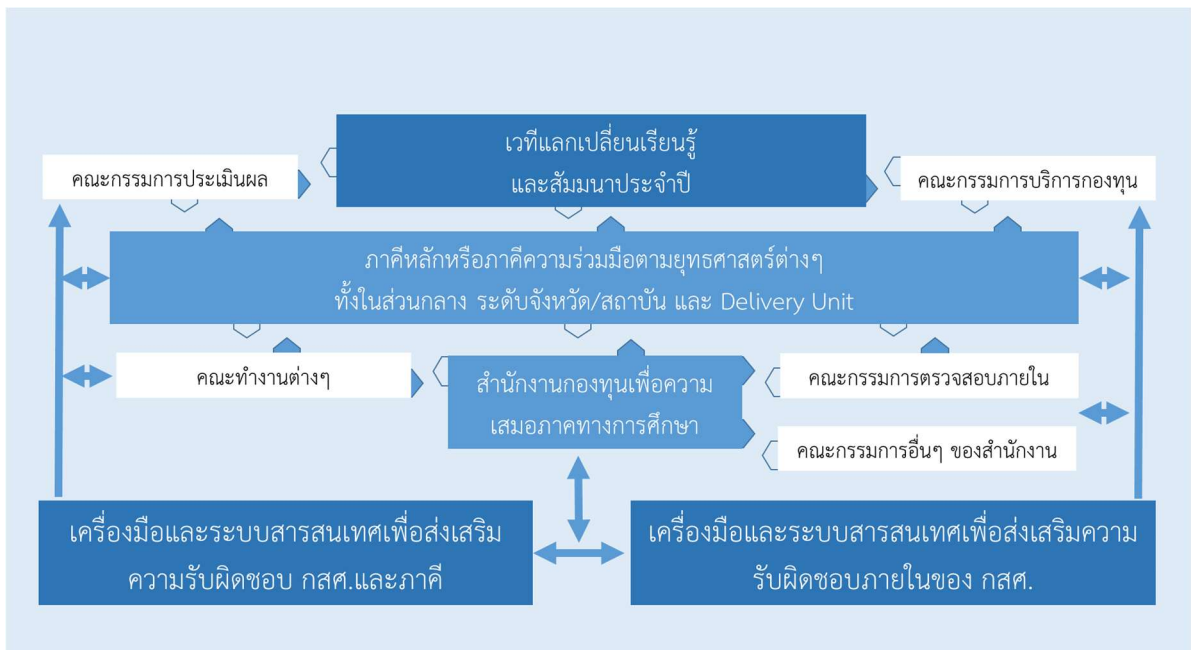 เวทีแลกเปลี่ยนเรียนรู้
และสัมมนาประจำปี
คณะกรรมการประเมินผล
คณะกรรมการบริการกองทุน
ภาคีหลักหรือภาคีความร่วมมือตามยุทธศาสตร์ต่างๆ
ทั้งในส่วนกลาง ระดับจังหวัด/สถาบัน และ Delivery Unit
คณะทำงานต่างๆ
สำนักงานกองทุนเพื่อความ
เสมอภาคทางการศึกษา
คณะกรรมการตรวจสอบภายใน
คณะกรรมการอื่นๆ ของสำนักงาน
เครื่องมือและระบบสารสนเทศเพื่อส่งเสริม
ความรับผิดชอบ กสศ.และภาคี
เครื่องมือและระบบสารสนเทศเพื่อส่งเสริมความ
รับผิดชอบภายในของ กสศ.